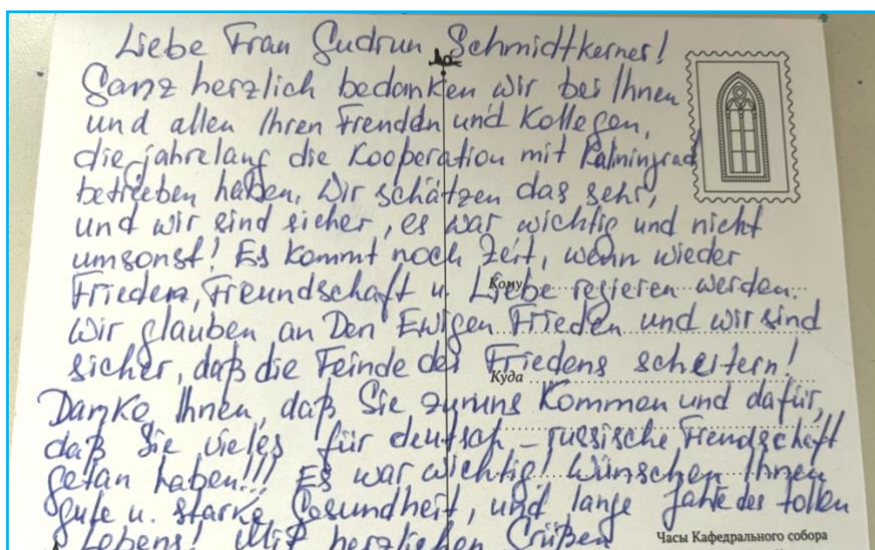 Liebe Frau Gudrun Schmidtkerner!
Ganz herzlich bedanken wir bei Ihnen
und allen Ihren Frenden und Kollegen,
die jahrelang die Kooperation mit Kalmingrad
betrieben haben. Wir schätzen das sehr,
und wir sind sicher, es war wichtig und nicht
umsonst! Es kommt noch Zeit, wenn wieder
Frieden, Freundschaft u. Liebe regieren werden.
Кому
Wir glauben an Den Ewigen Frieden und wir sind
sicher, daß die Feinde des Friedens scheitern!
Куда
Danke Ihnen, daß Sie zu uns kommen und dafür,
daß Sie vieles für deutsch-russische Frendschaft
getan haben!!! Es war wichtig! Wünschen Ihnen
gute u. starke Gesundheit, und lange Jahre des tollen
Lebens! Mit herzlichen Grüßen
Часы Кафедрального собора